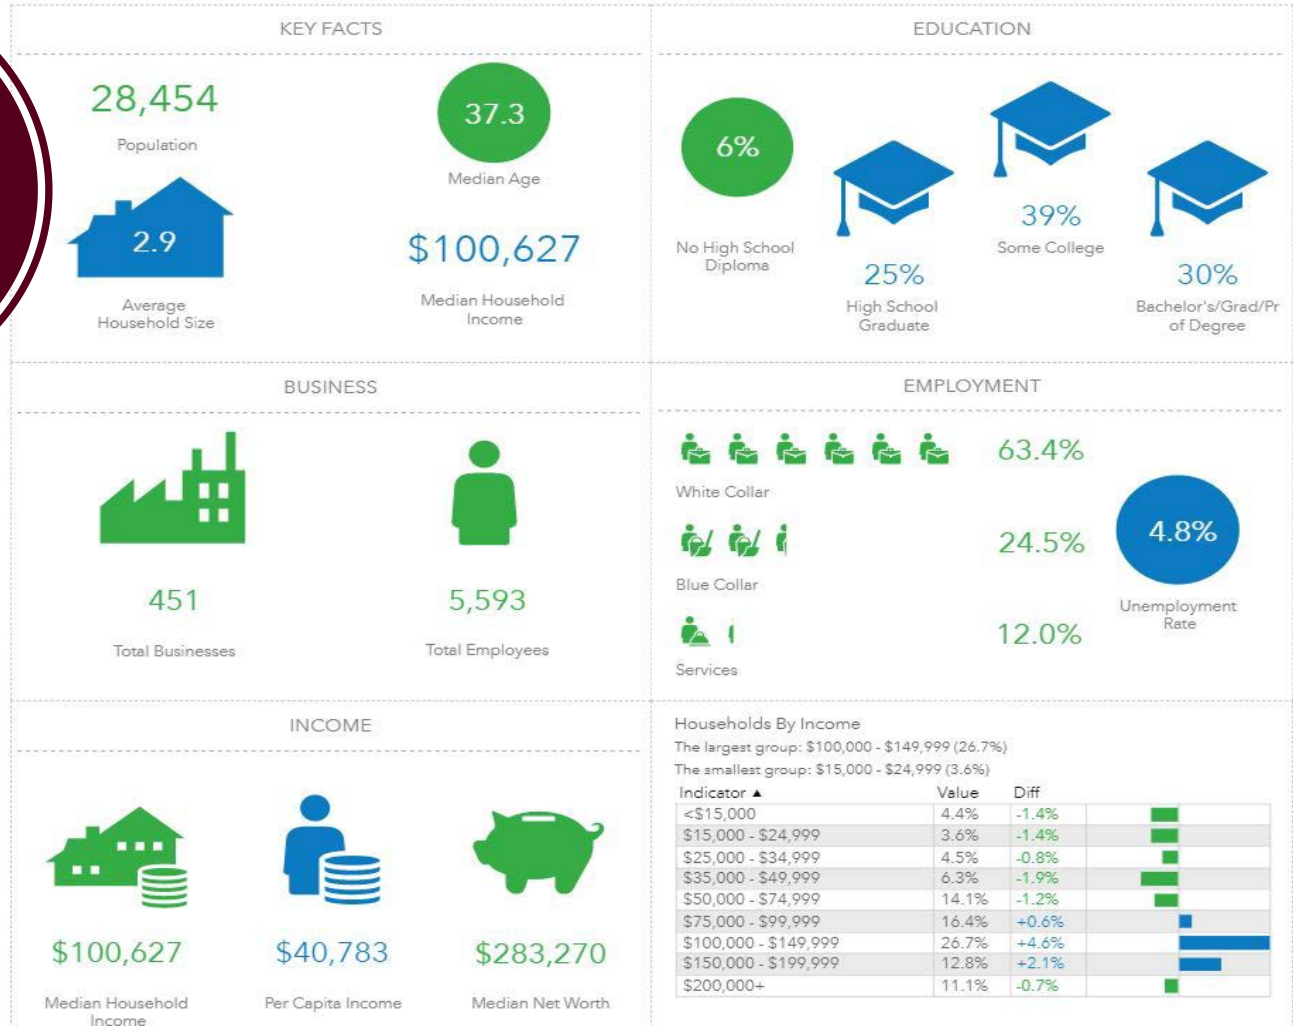 KEY FACTS
28,454
Population
37.3
Median Age
2.9
Average
Household Size
$100,627
Median Household
Income
EDUCATION
6%
No High School
Diploma
25%
High School
Graduate
39%
Some College
30%
Bachelor's/Grad/Pr
of Degree
BUSINESS
451
Total Businesses
5,593
Total Employees
EMPLOYMENT
63.4%
White Collar
24.5%
Blue Collar
12.0%
Services
4.8%
Unemployment
Rate
INCOME
$100,627
Median Household
Income
$40,783
Per Capita Income
$283,270
Median Net Worth
Households By Income
The largest group: $100,000 - $149,999 (26.7%)
The smallest group: $15,000 - $24,999 (3.6%)
Indicator ▲ Value Diff
<$15,000 4.4% -1.4%
$15,000 - $24,999 3.6% -1.4%
$25,000 - $34,999 4.5% -0.8%
$35,000 - $49,999 6.3% -1.9%
$50,000 - $74,999 14.1% -1.2%
$75,000 - $99,999 16.4% +0.6%
$100,000 - $149,999 26.7% +4.6%
$150,000 - $199,999 12.8% +2.1%
$200,000+ 11.1% -0.7%